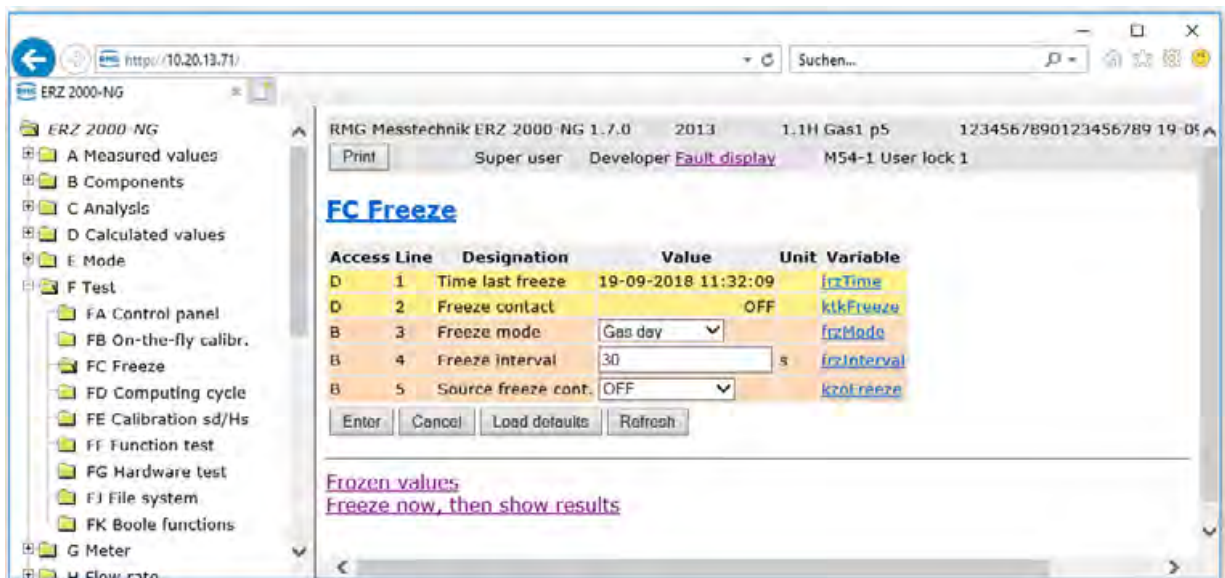 http://10.20.13.71/
Suchen...
ERZ 2000-NG
ERZ 2000-NG
A Measured values
B Components
C Analysis
D Calculated values
E Mode
F Test
FA Control panel
FB On-the-fly calibr.
FC Freeze
FD Computing cycle
FE Calibration sd/Hs
FF Function test
FG Hardware test
FJ File system
FK Boole functions
G Meter
H Flow rate
RMG Messtechnik ERZ 2000-NG 1.7.0 2013 1.1H Gas1 p5 1234567890123456789 19-09
Print Super user Developer Fault display M54-1 User lock 1
FC Freeze
Access Line Designation Value Unit Variable
D 1 Time last freeze 19-09-2018 11:32:09 frzTime
D 2 Freeze contact OFF ktkFreeze
B 3 Freeze mode Gas day frzMode
B 4 Freeze interval 30 s frzInterval
B 5 Source freeze cont. OFF kzoFreeze
Enter Cancel Load defaults Refresh
Frozen values
Freeze now, then show results